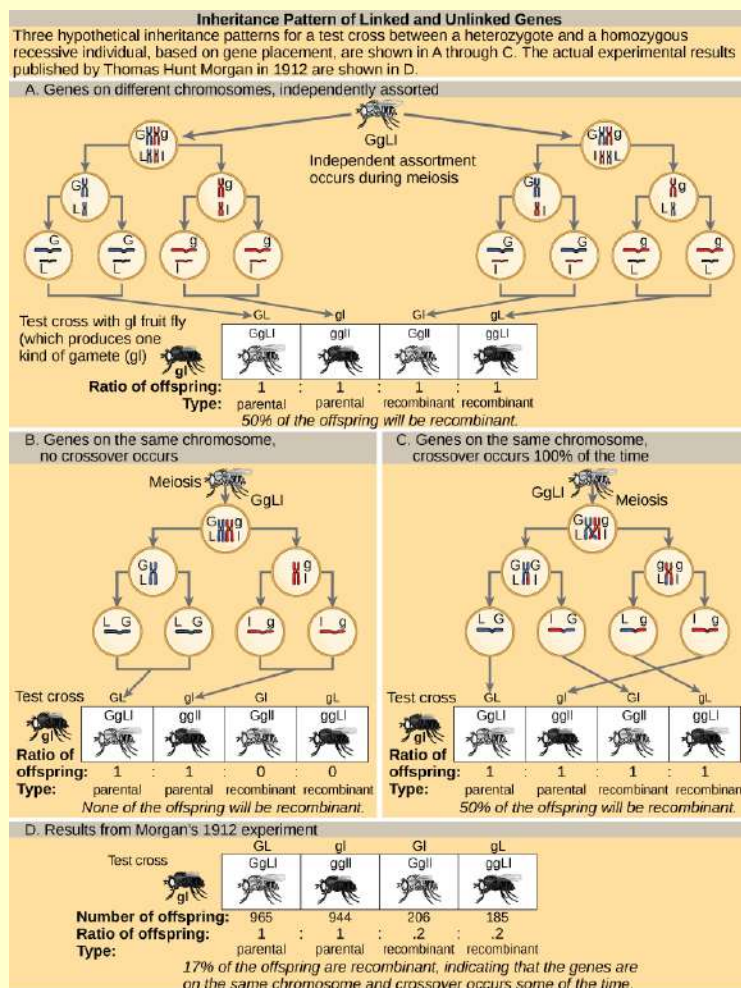 Inheritance Pattern of Linked and Unlinked Genes
Three hypothetical inheritance patterns for a test cross between a heterozygote and a homozygous
recessive individual, based on gene placement, are shown in A through C. The actual experimental results
published by Thomas Hunt Morgan in 1912 are shown in D.
A. Genes on different chromosomes, independently assorted
GgLl
Independent assortment
occurs during meiosis
G g
L l
G g
l L
G
L
g
l
G
l
g
L
G
L
G
L
g
l
g
l
G
l
G
l
g
L
g
L
Test cross with gl fruit fly
(which produces one
kind of gamete (gl)
gl
GL gl Gl gL
GgLl ggll Ggll ggLl
Ratio of offspring: 1 : 1 : 1 : 1
Type: parental parental recombinant recombinant
50% of the offspring will be recombinant.
B. Genes on the same chromosome,
no crossover occurs
Meiosis
GgLl
G g
L l
G
L
g
l
L G
L G
l g
l g
Test cross
gl
GL gl Gl gL
GgLl ggll Ggll ggLl
Ratio of
offspring: 1 : 1 : 0 : 0
Type: parental parental recombinant recombinant
None of the offspring will be recombinant.
C. Genes on the same chromosome,
crossover occurs 100% of the time
GgLl
Meiosis
G g
L l
G G
L l
g g
L l
L G
l G
L g
l g
Test cross
gl
GL gl Gl gL
GgLl ggll Ggll ggLl
Ratio of
offspring: 1 : 1 : 1 : 1
Type: parental parental recombinant recombinant
50% of the offspring will be recombinant.
D. Results from Morgan's 1912 experiment
Test cross
gl
GL gl Gl gL
GgLl ggll Ggll ggLl
Number of offspring: 965 944 206 185
Ratio of offspring: 1 : 1 : .2 : .2
Type: parental parental recombinant recombinant
17% of the offspring are recombinant, indicating that the genes are
on the same chromosome and crossover occurs some of the time.